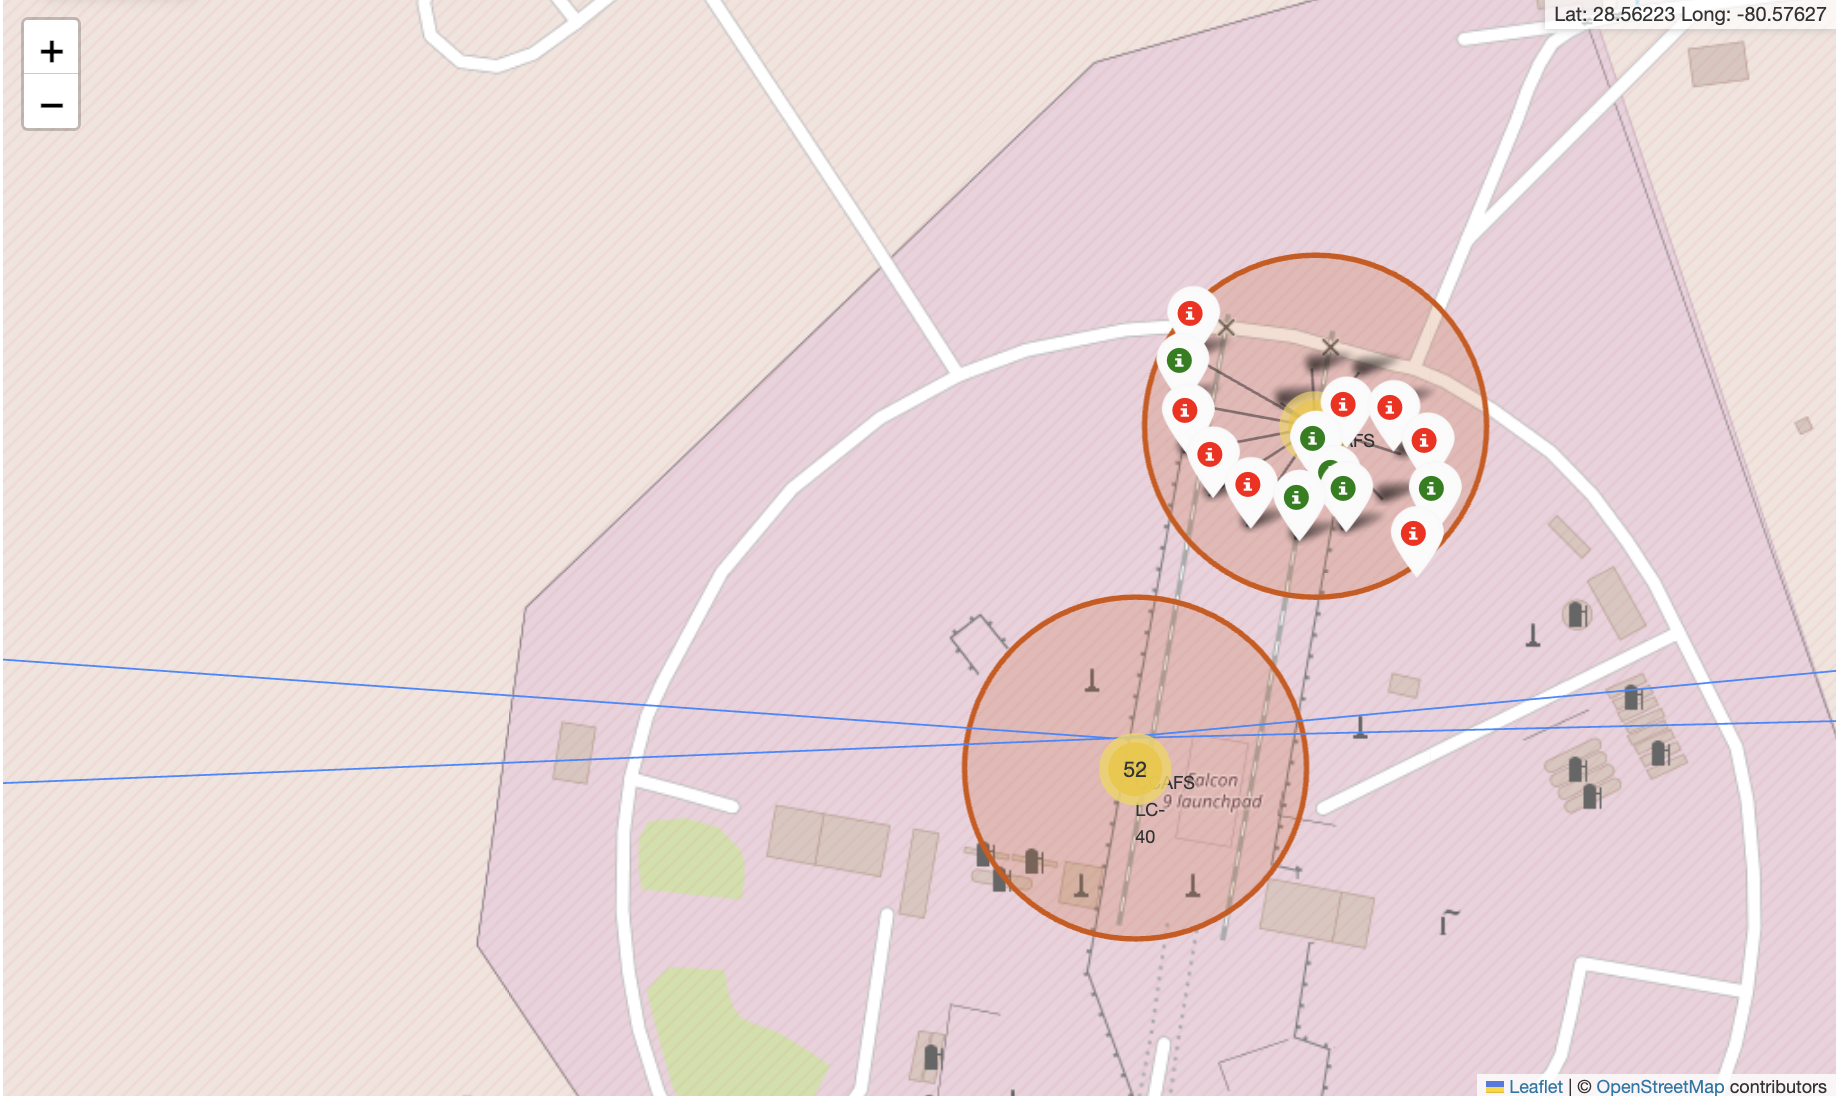 Lat: 28.56223 Long: -80.57627
+
−
AFS
52
AFS
Falcon
9 launchpad
LC-
40
Leaflet | © OpenStreetMap contributors